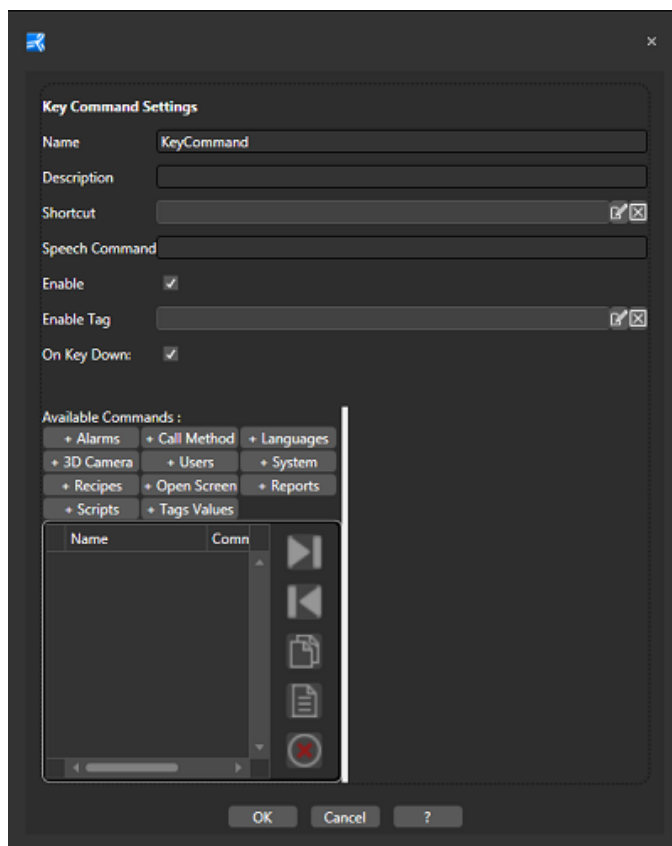 Key Command Settings
Name KeyCommand
Description
Shortcut
Speech Command
Enable
Enable Tag
On Key Down:
Available Commands :
+ Alarms + Call Method + Languages
+ 3D Camera + Users + System
+ Recipes + Open Screen + Reports
+ Scripts + Tags Values
Name Comn
OK Cancel ?